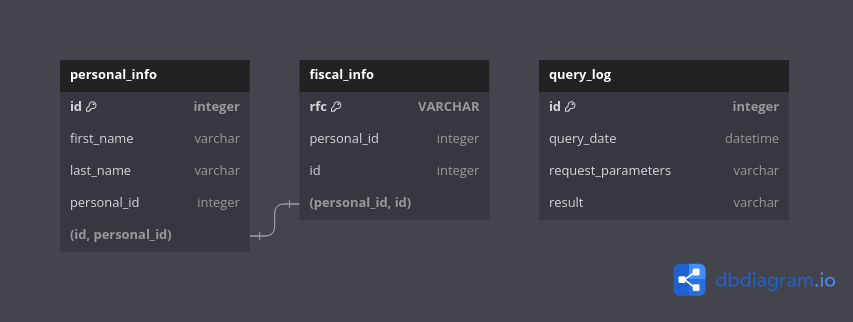 personal_info
id integer
first_name varchar
last_name varchar
personal_id integer
(id, personal_id)
fiscal_info
rfc VARCHAR
personal_id integer
id integer
(personal_id, id)
query_log
id integer
query_date datetime
request_parameters varchar
result varchar
dbdiagram.io